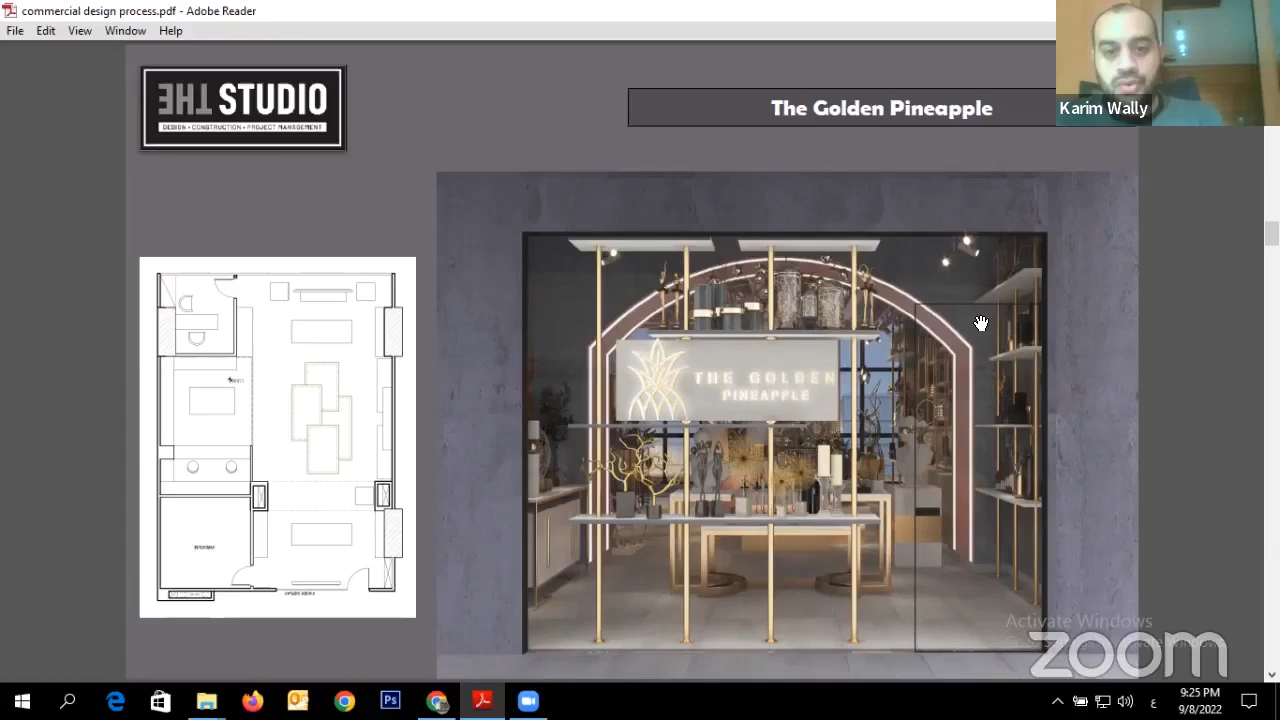 commercial design process.pdf - Adobe Reader
File Edit View Window Help
THE STUDIO
DESIGN • CONSTRUCTION • PROJECT MANAGEMENT
The Golden Pineapple
Karim Wally
THE GOLDEN
PINEAPPLE
Activate Windows
zoom
Ps
ع
9:25 PM
9/8/2022